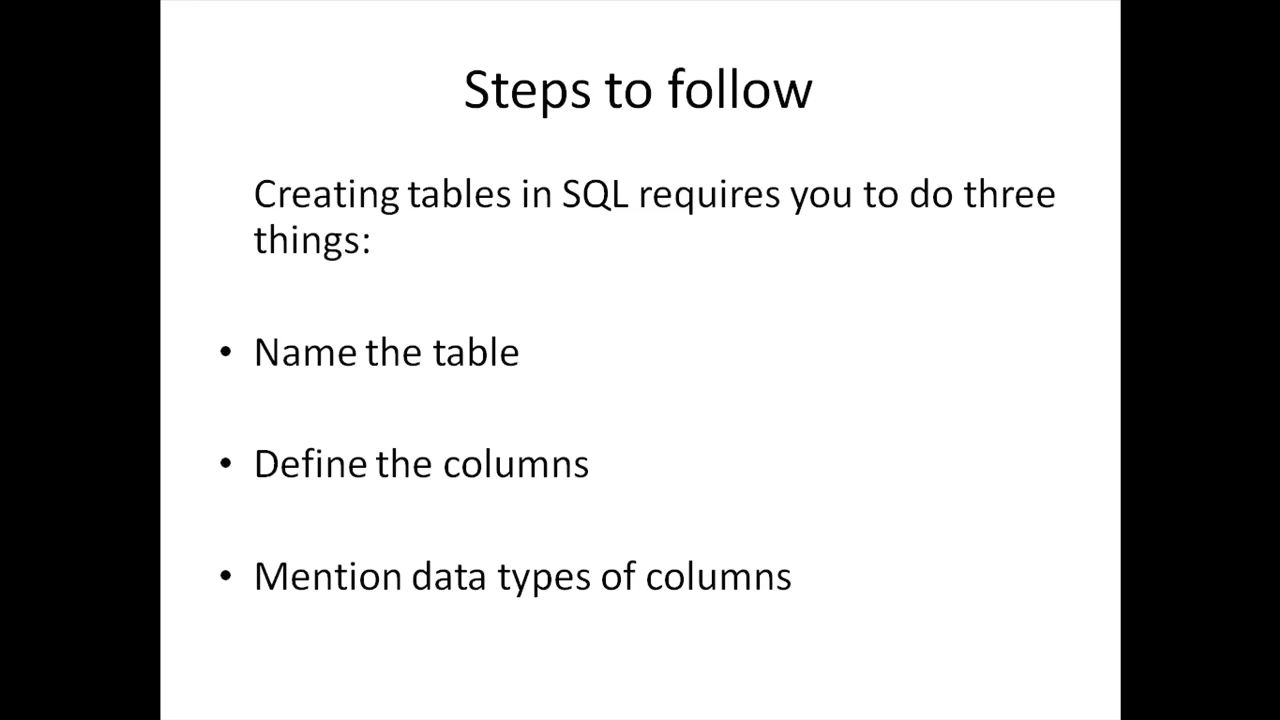 Steps to follow
Creating tables in SQL requires you to do three
things:
• Name the table
• Define the columns
• Mention data types of columns